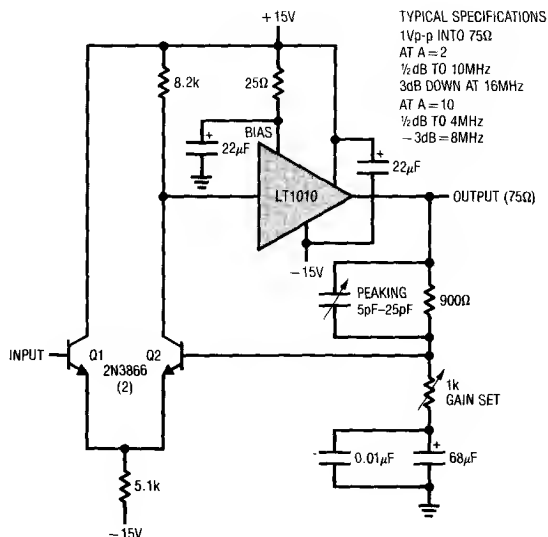 +15V
TYPICAL SPECIFICATIONS
1Vp-p INTO 75Ω
AT A = 2
½dB TO 10MHz
3dB DOWN AT 16MHz
AT A = 10
½dB TO 4MHz
−3dB = 8MHz
8.2k
25Ω
22µF
+
BIAS
+
22µF
LT1010
OUTPUT (75Ω)
−15V
PEAKING
5pF–25pF
900Ω
INPUT
Q1
Q2
2N3866
(2)
1k
GAIN SET
0.01µF
+
68µF
5.1k
−15V